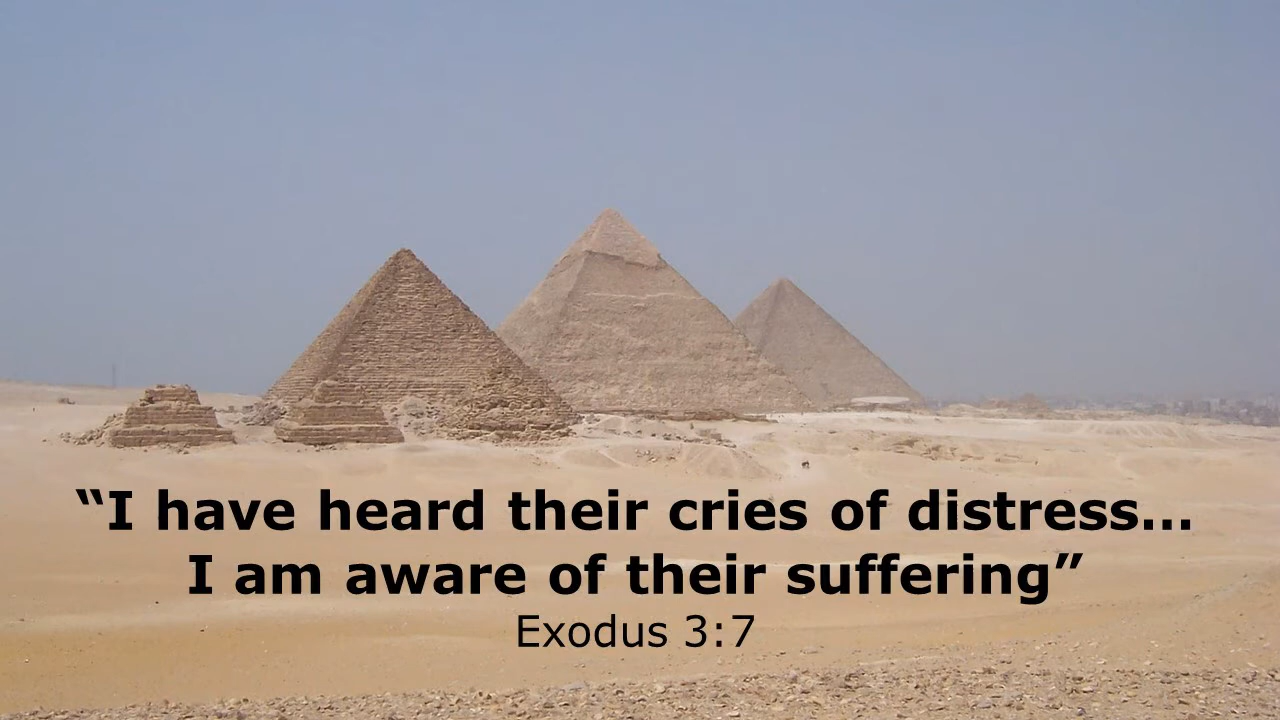 “I have heard their cries of distress...
I am aware of their suffering”
Exodus 3:7